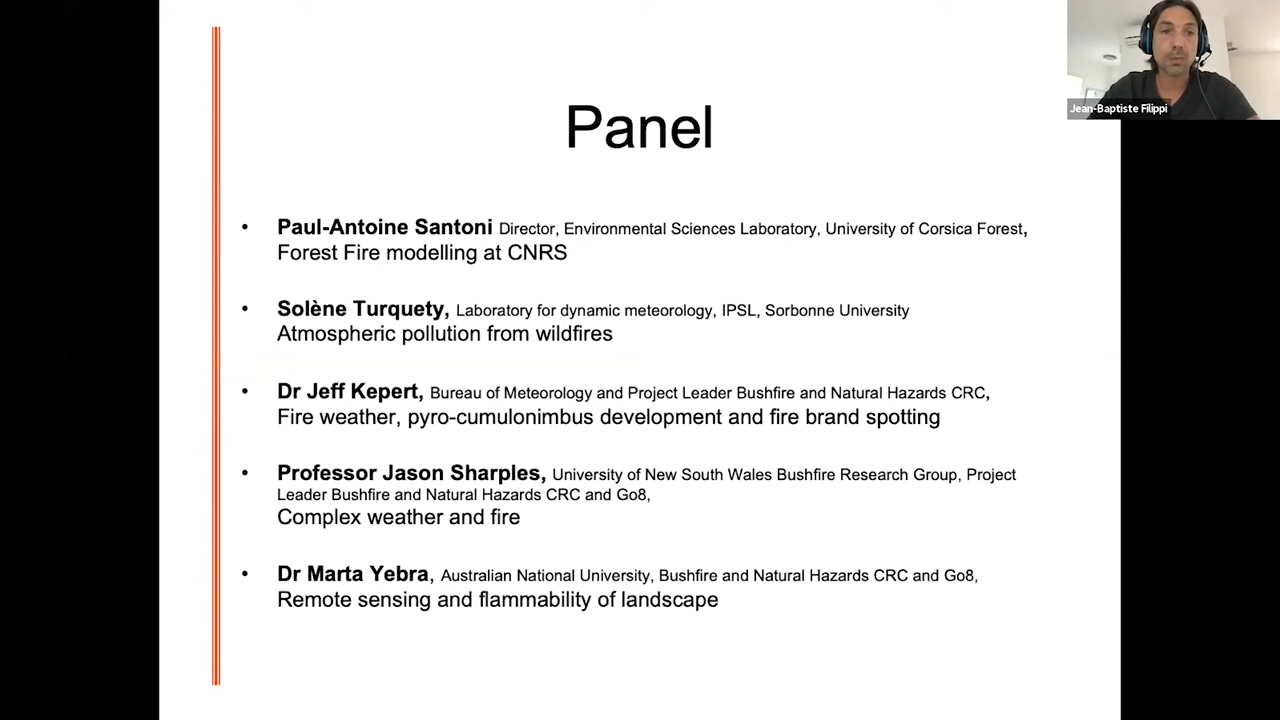 Panel
Jean-Baptiste Filippi
• Paul-Antoine Santoni Director, Environmental Sciences Laboratory, University of Corsica Forest,
Forest Fire modelling at CNRS
• Solène Turquety, Laboratory for dynamic meteorology, IPSL, Sorbonne University
Atmospheric pollution from wildfires
• Dr Jeff Kepert, Bureau of Meteorology and Project Leader Bushfire and Natural Hazards CRC,
Fire weather, pyro-cumulonimbus development and fire brand spotting
• Professor Jason Sharples, University of New South Wales Bushfire Research Group, Project
Leader Bushfire and Natural Hazards CRC and Go8,
Complex weather and fire
• Dr Marta Yebra, Australian National University, Bushfire and Natural Hazards CRC and Go8,
Remote sensing and flammability of landscape